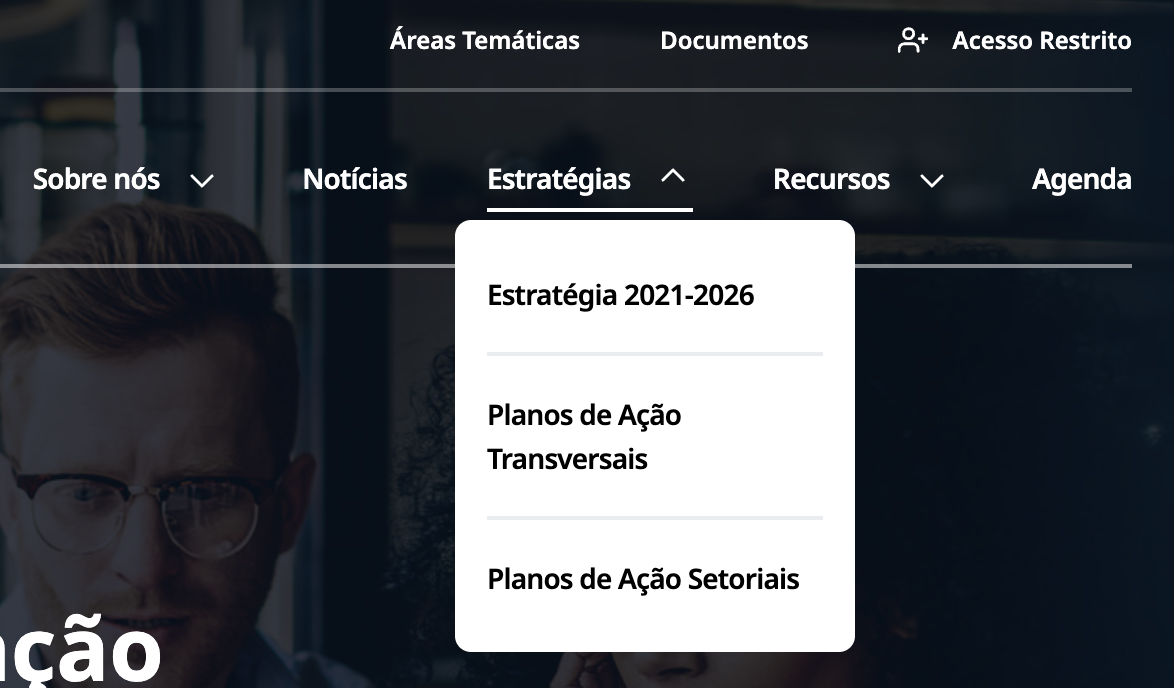 Áreas Temáticas Documentos Acesso Restrito
Sobre nós Notícias Estratégias Recursos Agenda
Estratégia 2021-2026
Planos de Ação
Transversais
Planos de Ação Setoriais
ação